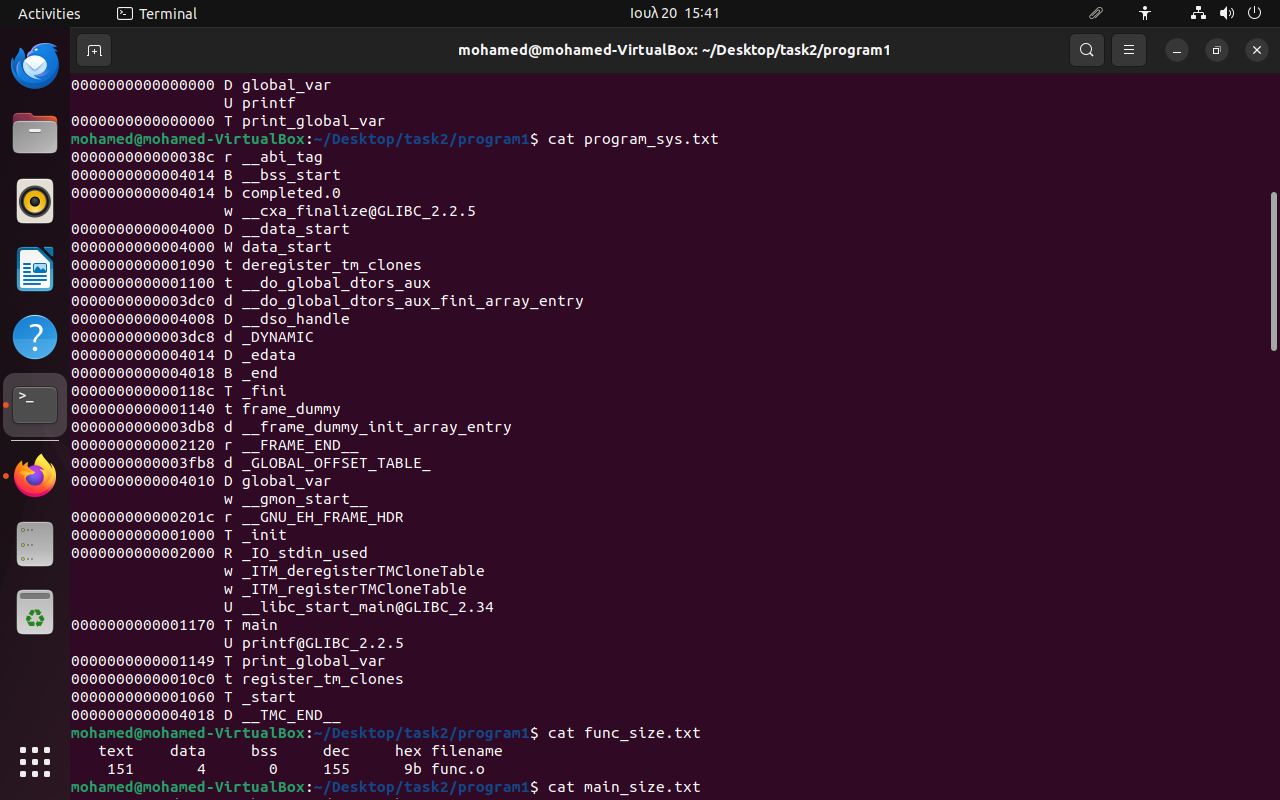 Activities Terminal Ιουλ 20 15:41
mohamed@mohamed-VirtualBox: ~/Desktop/task2/program1
0000000000000000 D global_var
                 U printf
0000000000000000 T print_global_var
mohamed@mohamed-VirtualBox:~/Desktop/task2/program1$ cat program_sys.txt
000000000000038c r __abi_tag
0000000000004014 B __bss_start
0000000000004014 b completed.0
                 w __cxa_finalize@GLIBC_2.2.5
0000000000004000 D __data_start
0000000000004000 W data_start
0000000000001090 t deregister_tm_clones
0000000000001100 t __do_global_dtors_aux
0000000000003dc0 d __do_global_dtors_aux_fini_array_entry
0000000000004008 D __dso_handle
0000000000003dc8 d _DYNAMIC
0000000000004014 D _edata
0000000000004018 B _end
000000000000118c T _fini
0000000000001140 t frame_dummy
0000000000003db8 d __frame_dummy_init_array_entry
0000000000002120 r __FRAME_END__
0000000000003fb8 d _GLOBAL_OFFSET_TABLE_
0000000000004010 D global_var
                 w __gmon_start__
000000000000201c r __GNU_EH_FRAME_HDR
0000000000001000 T _init
0000000000002000 R _IO_stdin_used
                 w _ITM_deregisterTMCloneTable
                 w _ITM_registerTMCloneTable
                 U __libc_start_main@GLIBC_2.34
0000000000001170 T main
                 U printf@GLIBC_2.2.5
0000000000001149 T print_global_var
00000000000010c0 t register_tm_clones
0000000000001060 T _start
0000000000004018 D __TMC_END__
mohamed@mohamed-VirtualBox:~/Desktop/task2/program1$ cat func_size.txt
   text    data     bss     dec     hex filename
    151       4       0     155      9b func.o
mohamed@mohamed-VirtualBox:~/Desktop/task2/program1$ cat main_size.txt